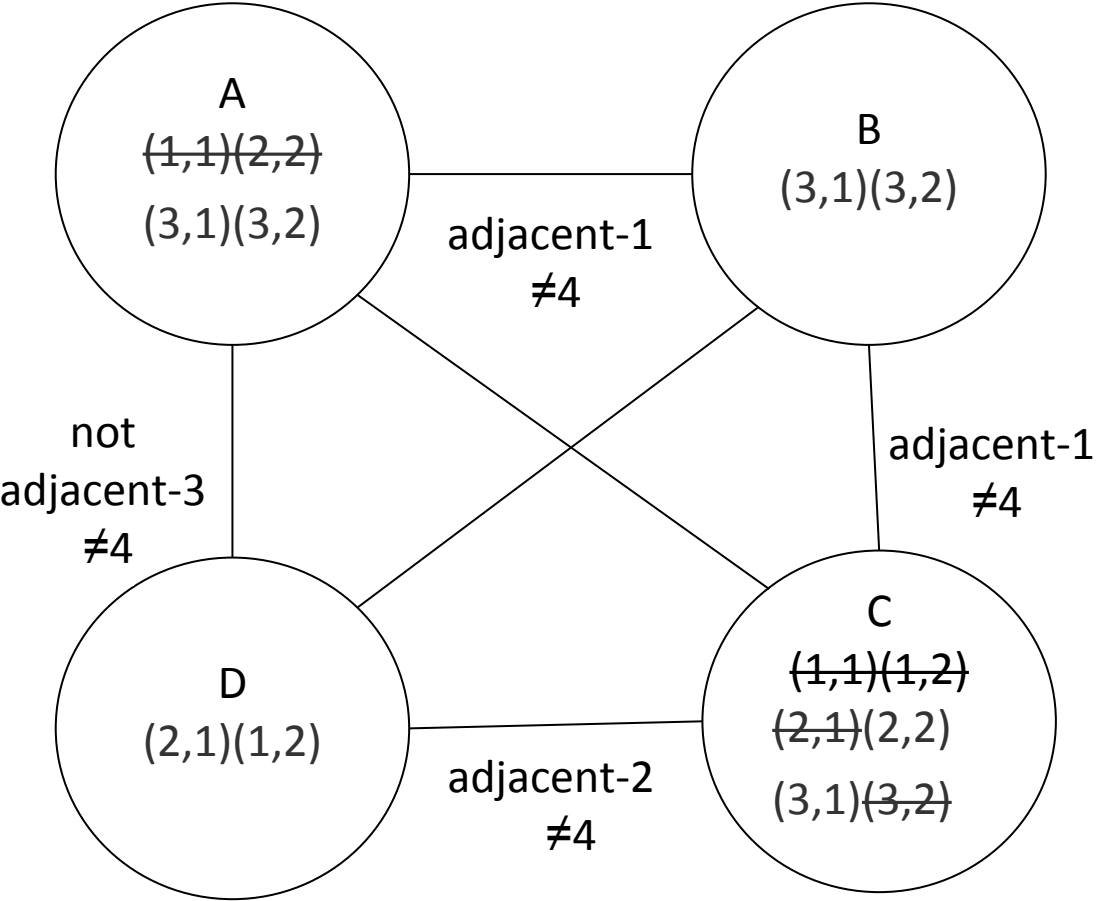 A
(1,1)(2,2)
(3,1)(3,2)
B
(3,1)(3,2)
adjacent-1
≠4
not
adjacent-3
≠4
adjacent-1
≠4
D
(2,1)(1,2)
adjacent-2
≠4
C
(1,1)(1,2)
(2,1)(2,2)
(3,1)(3,2)